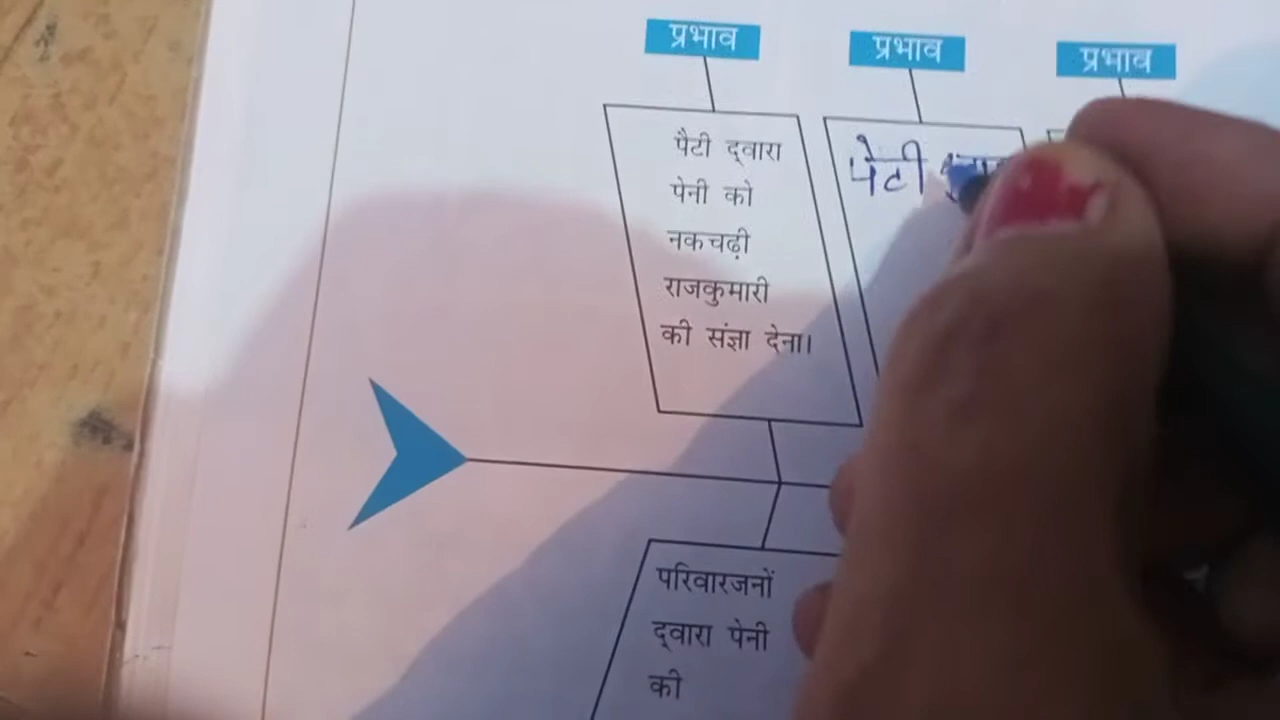 प्रभाव
प्रभाव
प्रभाव
पैटी द्वारा
पेनी को
नकचढ़ी
राजकुमारी
की संज्ञा देना।
पेटी
परिवारजनों
द्वारा पेनी
की